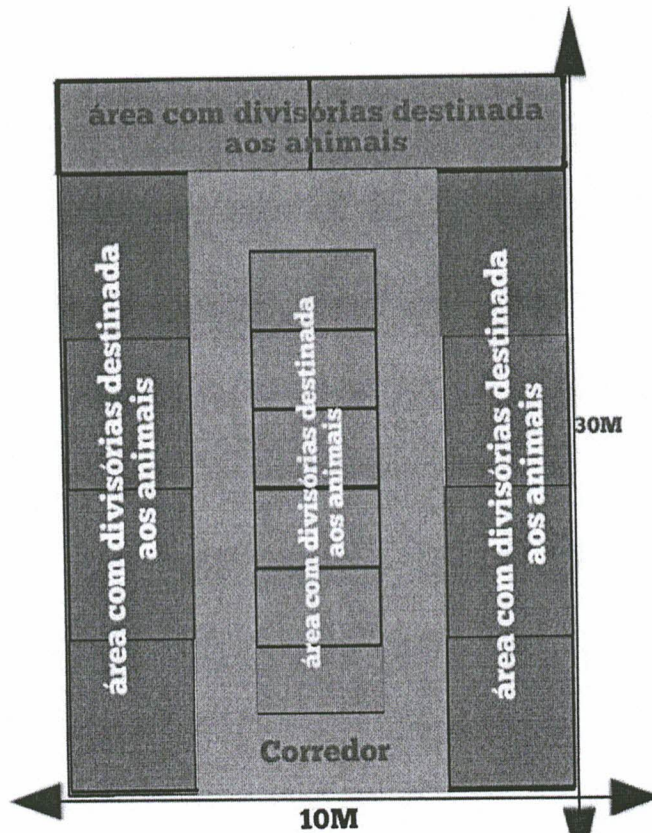 área com divisórias destinada
aos animais
área com divisórias destinada
aos animais
área com divisórias destinada
aos animais
área com divisórias destinada
aos animais
30M
Corredor
10M